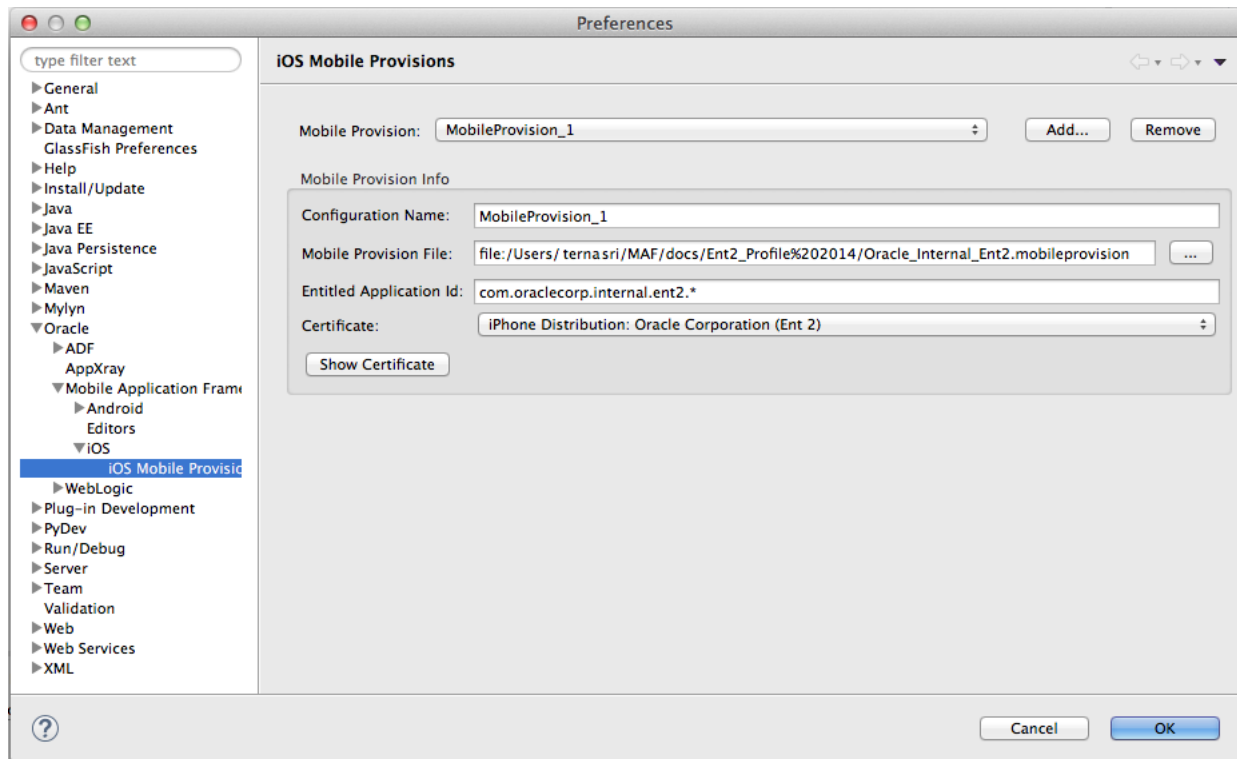 Preferences
type filter text
General
Ant
Data Management
GlassFish Preferences
Help
Install/Update
Java
Java EE
Java Persistence
JavaScript
Maven
Mylyn
Oracle
ADF
AppXray
Mobile Application Frame
Android
Editors
iOS
iOS Mobile Provisio
WebLogic
Plug-in Development
PyDev
Run/Debug
Server
Team
Validation
Web
Web Services
XML
iOS Mobile Provisions
Mobile Provision: MobileProvision_1 Add... Remove
Mobile Provision Info
Configuration Name: MobileProvision_1
Mobile Provision File: file:/Users/ ternasri/MAF/docs/Ent2_Profile%202014/Oracle_Internal_Ent2.mobileprovision ...
Entitled Application Id: com.oraclecorp.internal.ent2.*
Certificate: iPhone Distribution: Oracle Corporation (Ent 2)
Show Certificate
? Cancel OK